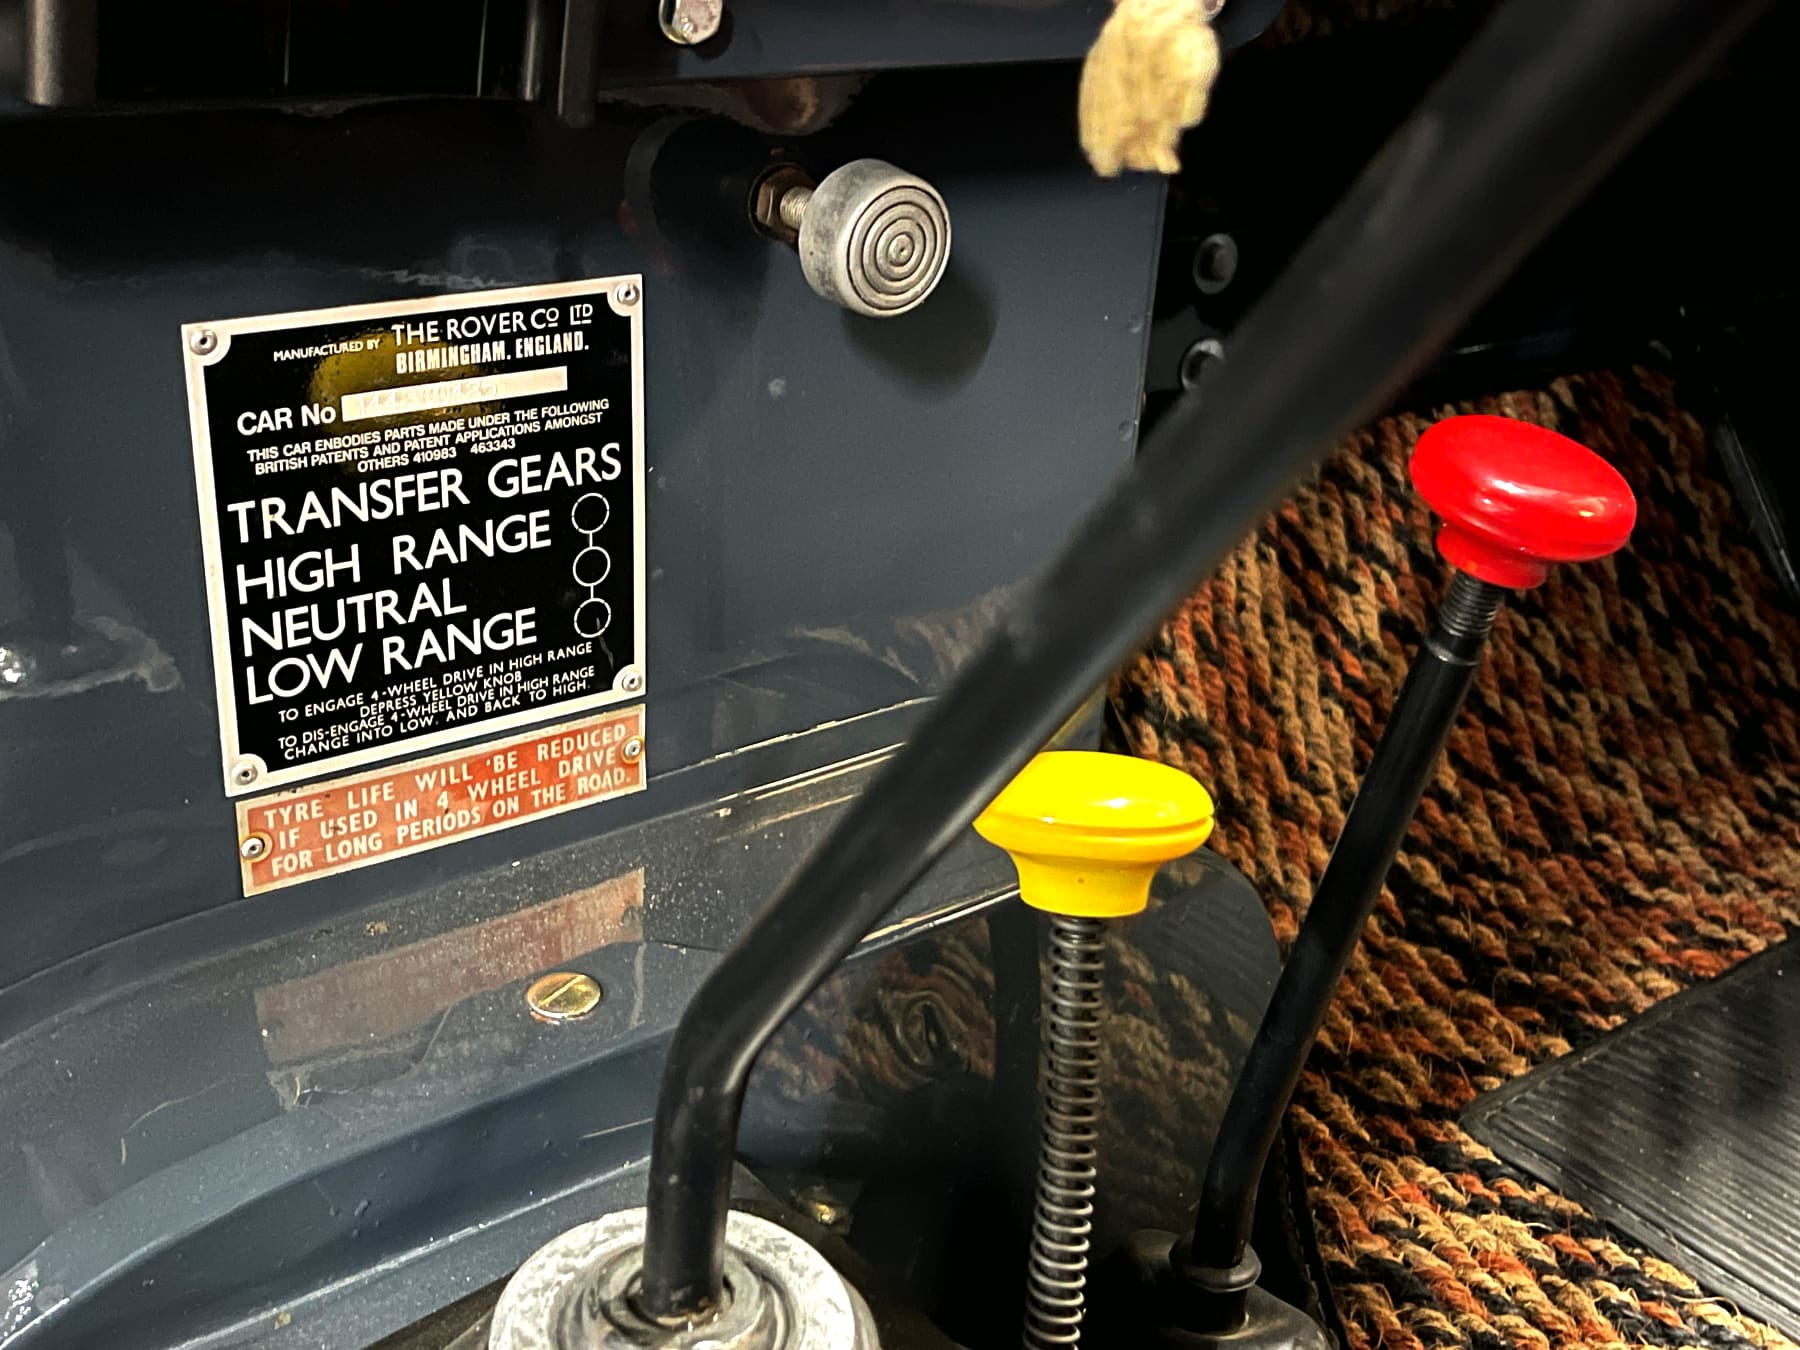 MANUFACTURED BY THE ROVER CO LTD
BIRMINGHAM. ENGLAND.
CAR No
THIS CAR ENBODIES PARTS MADE UNDER THE FOLLOWING
BRITISH PATENTS AND PATENT APPLICATIONS AMONGST
OTHERS 410983 463343
TRANSFER GEARS
HIGH RANGE
NEUTRAL
LOW RANGE
TO ENGAGE 4-WHEEL DRIVE IN HIGH RANGE
DEPRESS YELLOW KNOB
TO DIS-ENGAGE 4-WHEEL DRIVE IN HIGH RANGE
CHANGE INTO LOW. AND BACK TO HIGH.
TYRE LIFE WILL BE REDUCED
IF USED IN 4 WHEEL DRIVE
FOR LONG PERIODS ON THE ROAD.